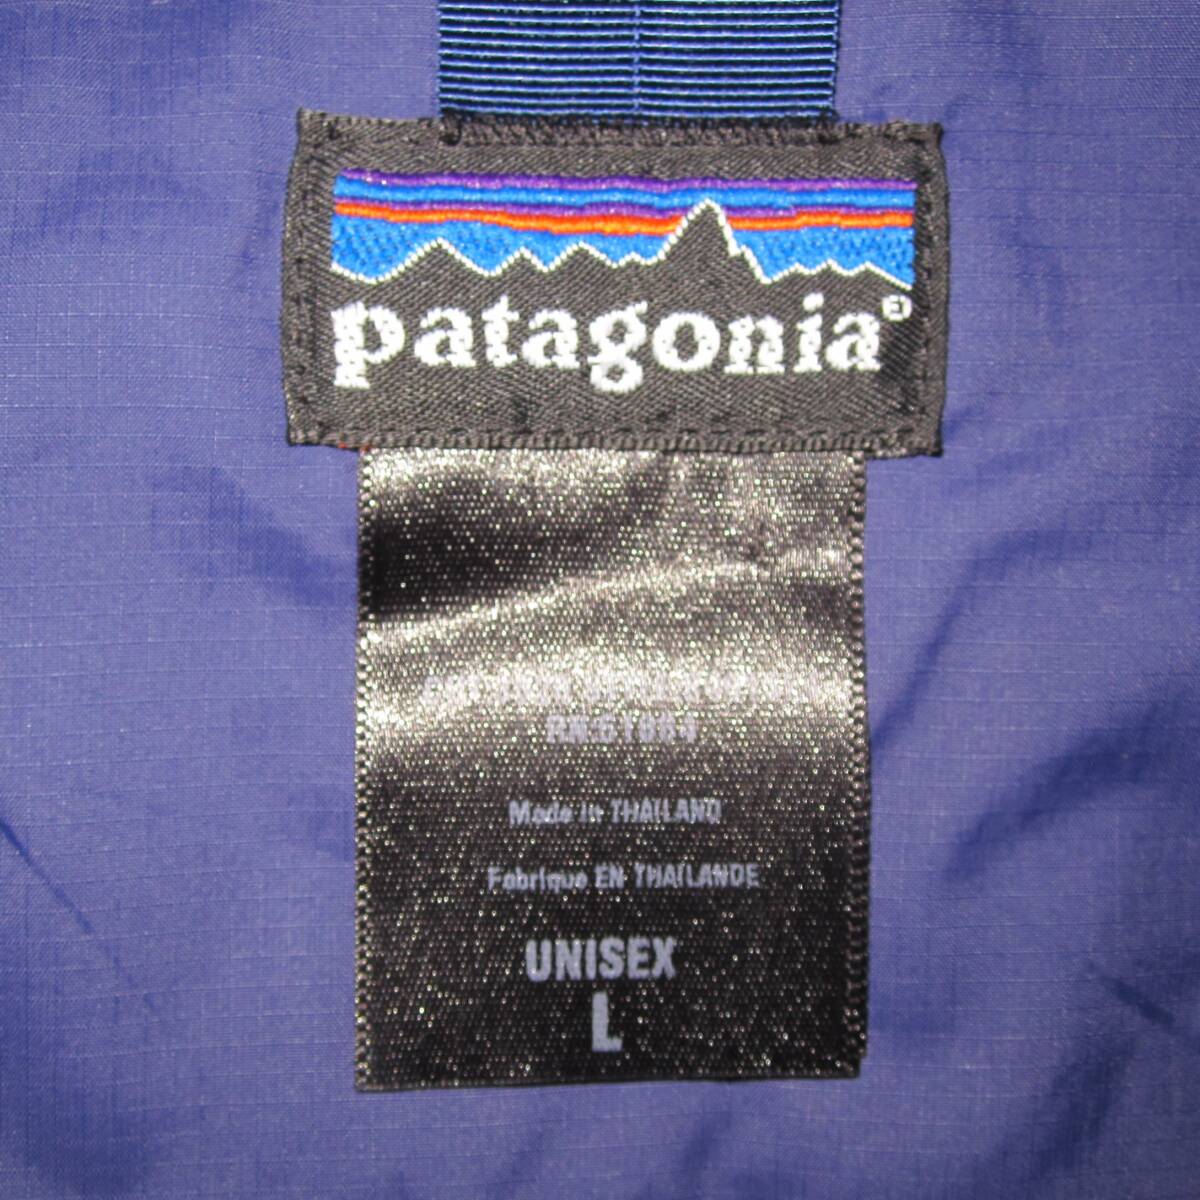 patagonia®
Made in THAILAND
Fabrique EN THAILANDE
UNISEX
L